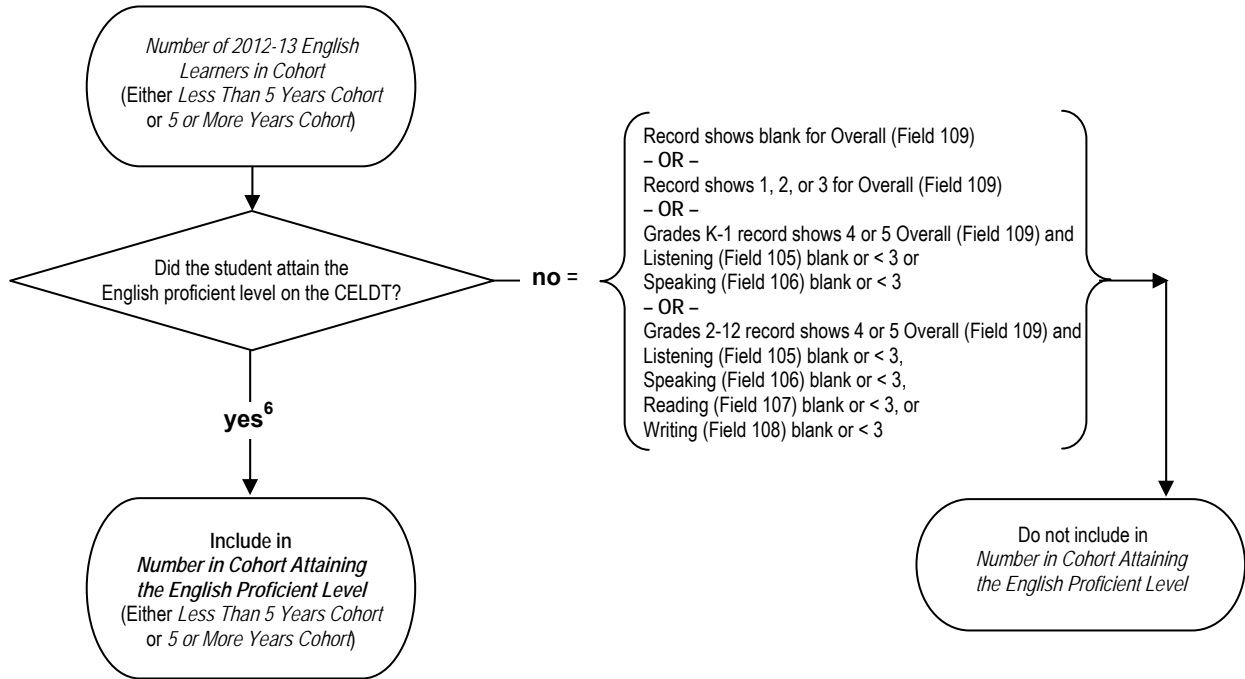 Number of 2012-13 English
Learners in Cohort
(Either Less Than 5 Years Cohort
or 5 or More Years Cohort)
Did the student attain the
English proficient level on the CELDT?
no =
Record shows blank for Overall (Field 109)
– OR –
Record shows 1, 2, or 3 for Overall (Field 109)
– OR –
Grades K-1 record shows 4 or 5 Overall (Field 109) and
Listening (Field 105) blank or < 3 or
Speaking (Field 106) blank or < 3
– OR –
Grades 2-12 record shows 4 or 5 Overall (Field 109) and
Listening (Field 105) blank or < 3,
Speaking (Field 106) blank or < 3,
Reading (Field 107) blank or < 3, or
Writing (Field 108) blank or < 3
yes⁶
Include in
Number in Cohort Attaining
the English Proficient Level
(Either Less Than 5 Years Cohort
or 5 or More Years Cohort)
Do not include in
Number in Cohort Attaining
the English Proficient Level